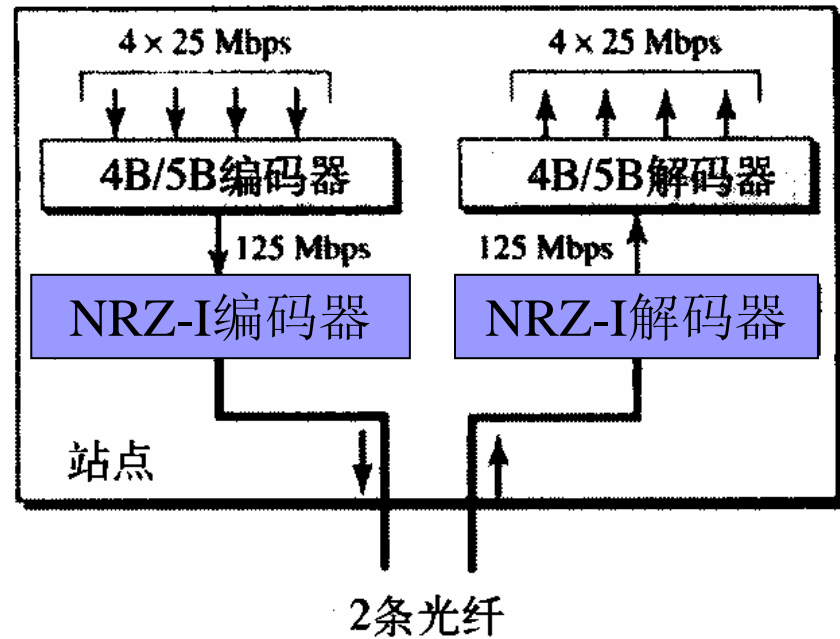 4 × 25 Mbps
4 × 25 Mbps
4B/5B编码器
4B/5B解码器
125 Mbps
125 Mbps
NRZ-I编码器
NRZ-I解码器
站点
2条光纤